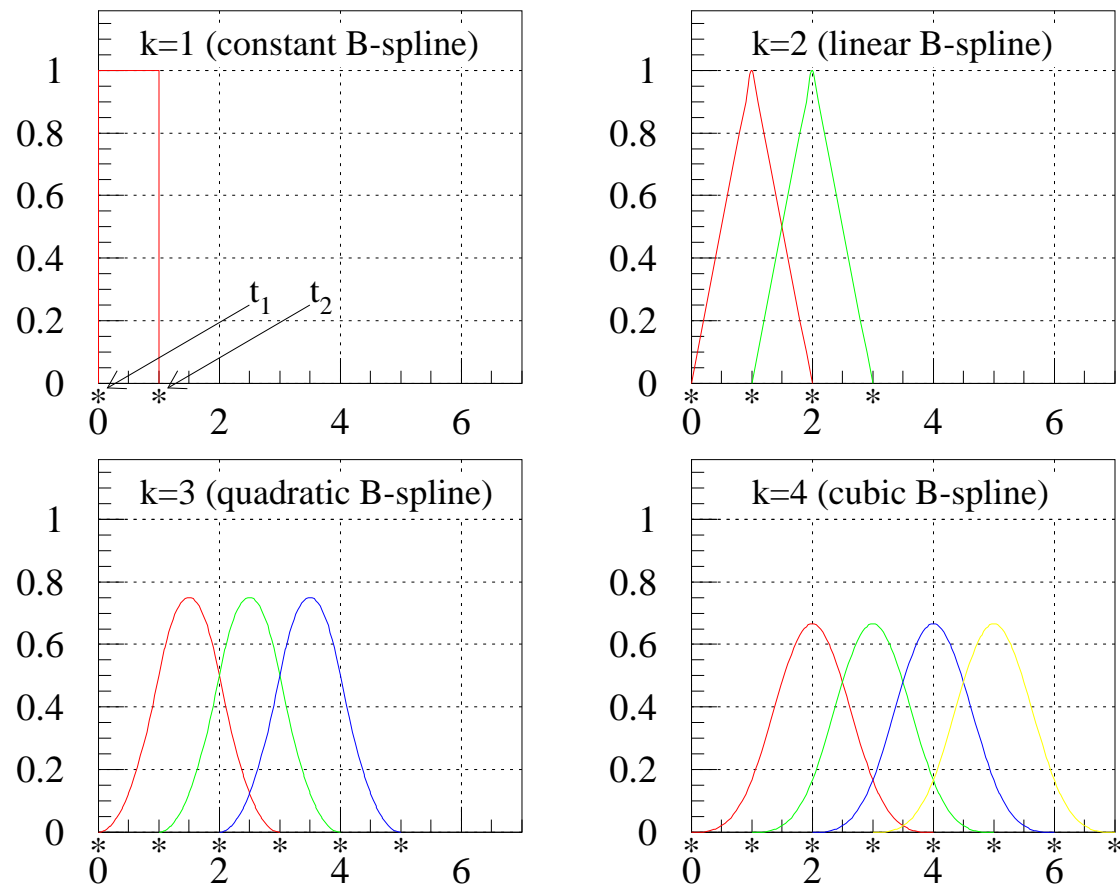 k=1 (constant B-spline)
1
0.8
0.6
0.4
0.2
0
t1
t2
* *
0 2 4 6
k=2 (linear B-spline)
1
0.8
0.6
0.4
0.2
0
* * * *
0 2 4 6
k=3 (quadratic B-spline)
1
0.8
0.6
0.4
0.2
0
* * * * * *
0 2 4 6
k=4 (cubic B-spline)
1
0.8
0.6
0.4
0.2
0
* * * * * * * *
0 2 4 6